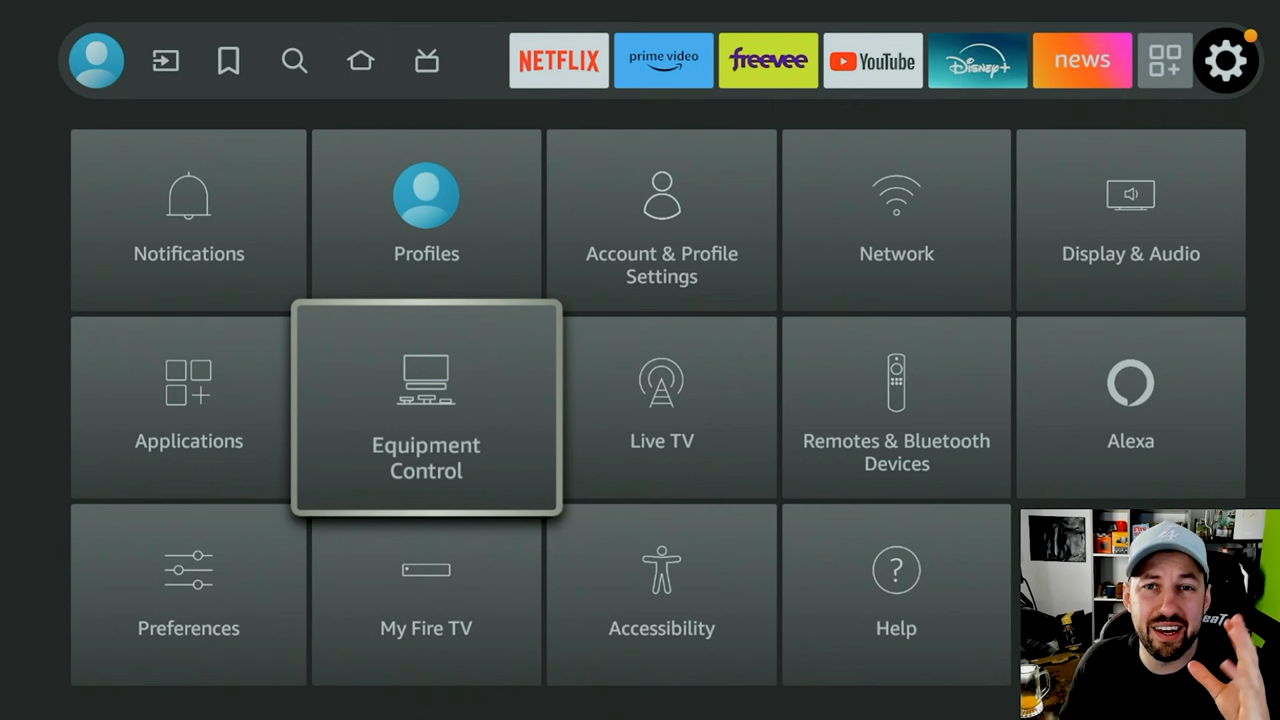 NETFLIX
prime video
freevee
YouTube
Disney+
news
Notifications
Profiles
Account & Profile
Settings
Network
Display & Audio
Applications
Equipment
Control
Live TV
Remotes & Bluetooth
Devices
Alexa
Preferences
My Fire TV
Accessibility
?
Help